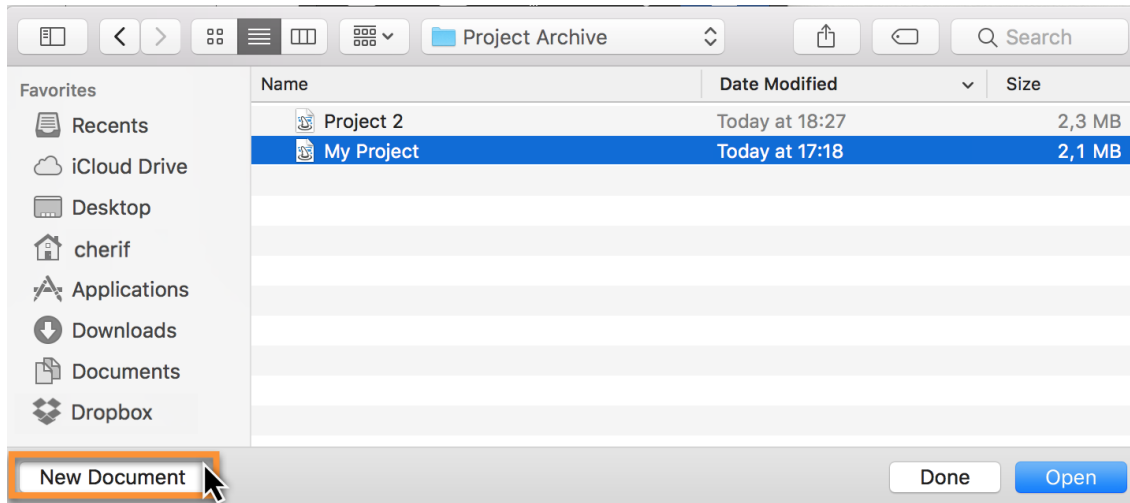 Project Archive
Search
Favorites
Recents
iCloud Drive
Desktop
cherif
Applications
Downloads
Documents
Dropbox
Name Date Modified Size
Project 2 Today at 18:27 2,3 MB
My Project Today at 17:18 2,1 MB
New Document Done Open